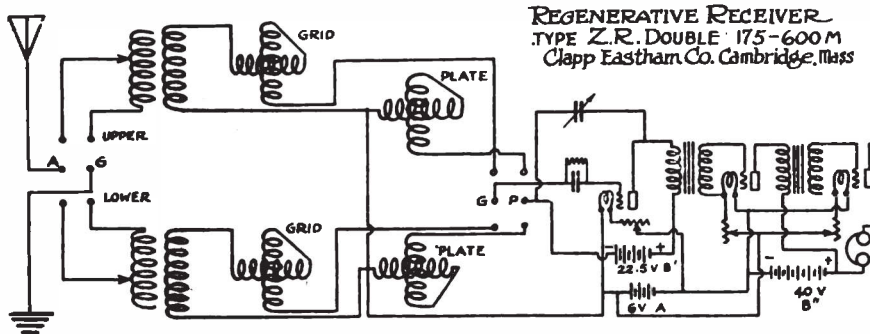 REGENERATIVE RECEIVER
TYPE Z.R. DOUBLE 175-600 M
Clapp Eastham Co. Cambridge, Mass
GRID
PLATE
UPPER
A
G
LOWER
G
P
GRID
PLATE
- +
22.5 V B'
6V A
- +
40 V
B"